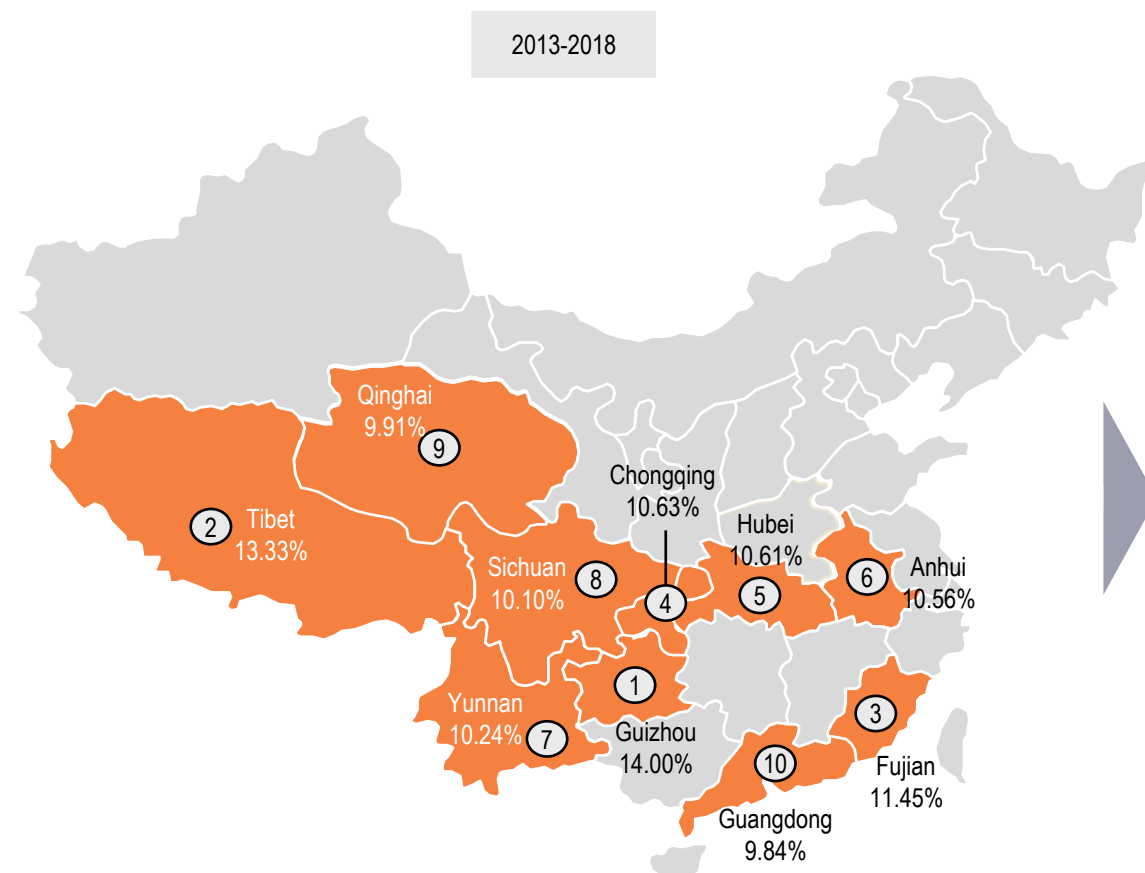 2013-2018
Qinghai
9.91%
9
Chongqing
10.63%
Hubei
10.61%
2
Tibet
13.33%
Sichuan
10.10%
8
4
5
6
Anhui
10.56%
1
Guizhou
14.00%
Yunnan
10.24%
7
3
Fujian
11.45%
10
Guangdong
9.84%